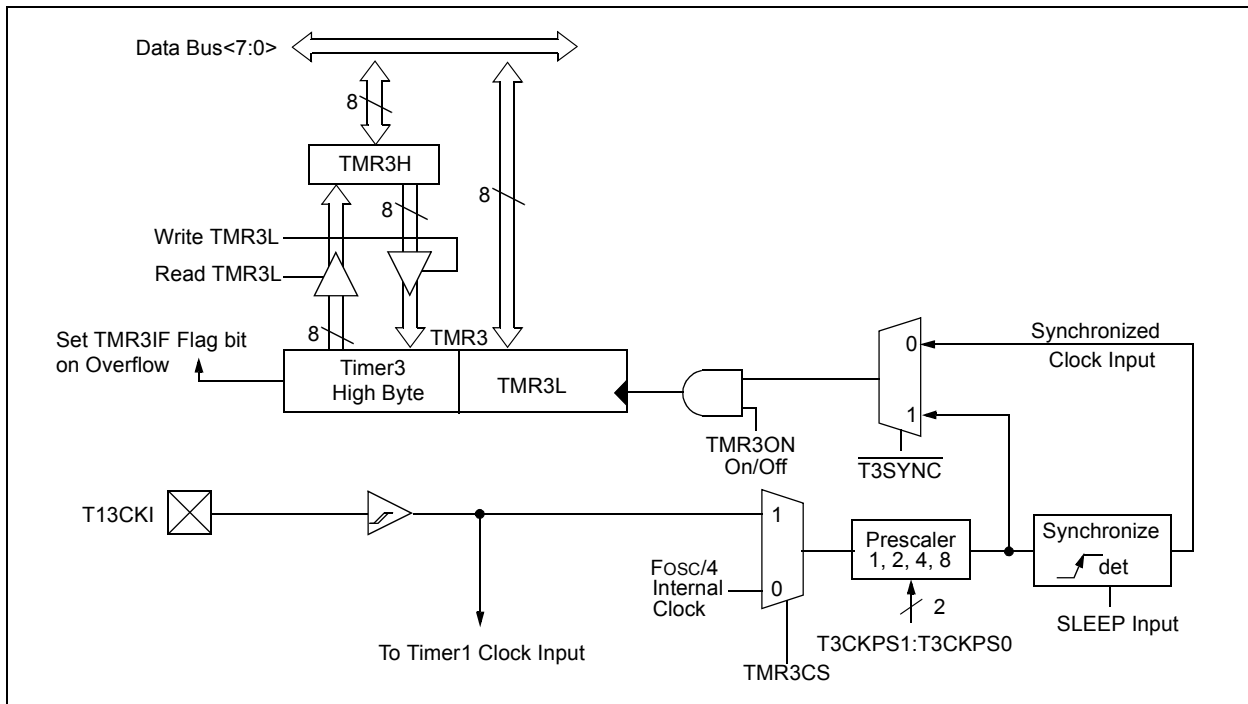 Data Bus<7:0>
8
TMR3H
8
8
Write TMR3L
Read TMR3L
8
TMR3
Set TMR3IF Flag bit
on Overflow
Timer3
High Byte
TMR3L
0
Synchronized
Clock Input
1
TMR3ON
On/Off
T3SYNC
T13CKI
1
FOSC/4
Internal
Clock
0
Prescaler
1, 2, 4, 8
Synchronize
det
2
SLEEP Input
To Timer1 Clock Input
T3CKPS1:T3CKPS0
TMR3CS